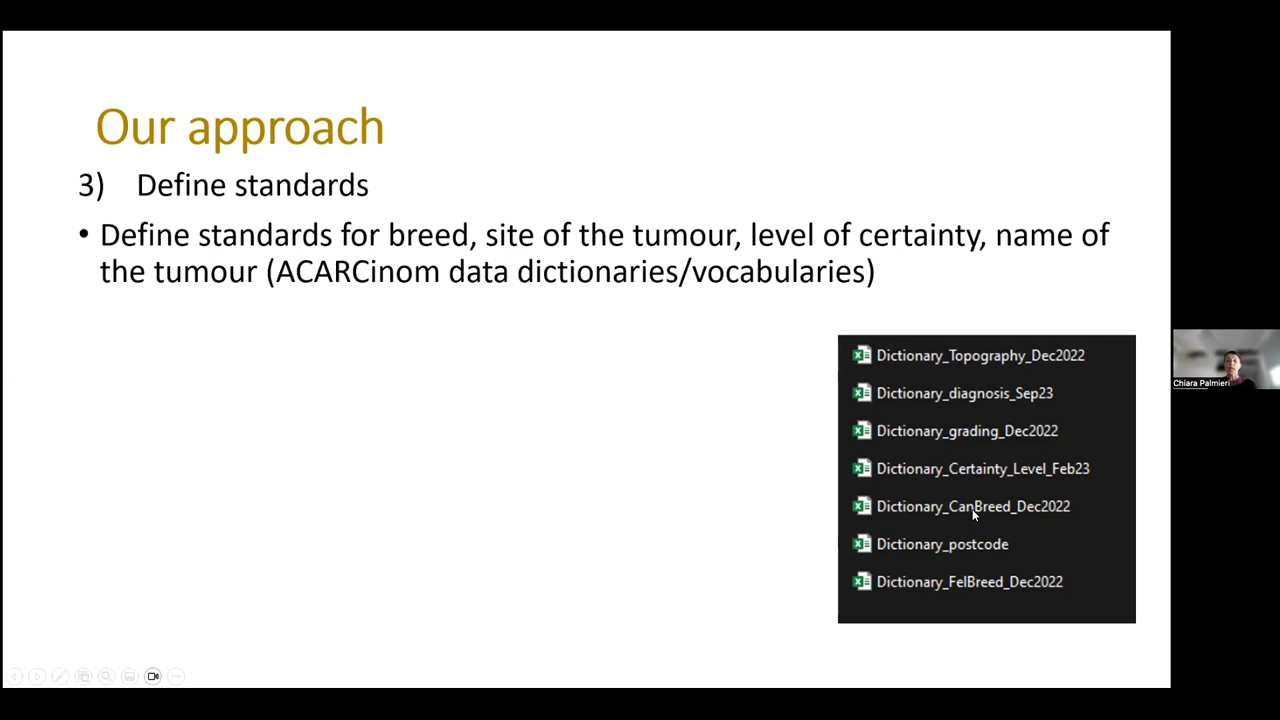 Our approach
3) Define standards
• Define standards for breed, site of the tumour, level of certainty, name of
the tumour (ACARCinom data dictionaries/vocabularies)
Dictionary_Topography_Dec2022
Dictionary_diagnosis_Sep23
Dictionary_grading_Dec2022
Dictionary_Certainty_Level_Feb23
Dictionary_CanBreed_Dec2022
Dictionary_postcode
Dictionary_FelBreed_Dec2022
Chiara Palmieri